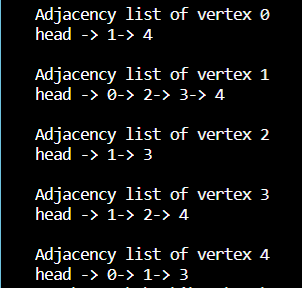 Adjacency list of vertex 0
head -> 1-> 4
Adjacency list of vertex 1
head -> 0-> 2-> 3-> 4
Adjacency list of vertex 2
head -> 1-> 3
Adjacency list of vertex 3
head -> 1-> 2-> 4
Adjacency list of vertex 4
head -> 0-> 1-> 3